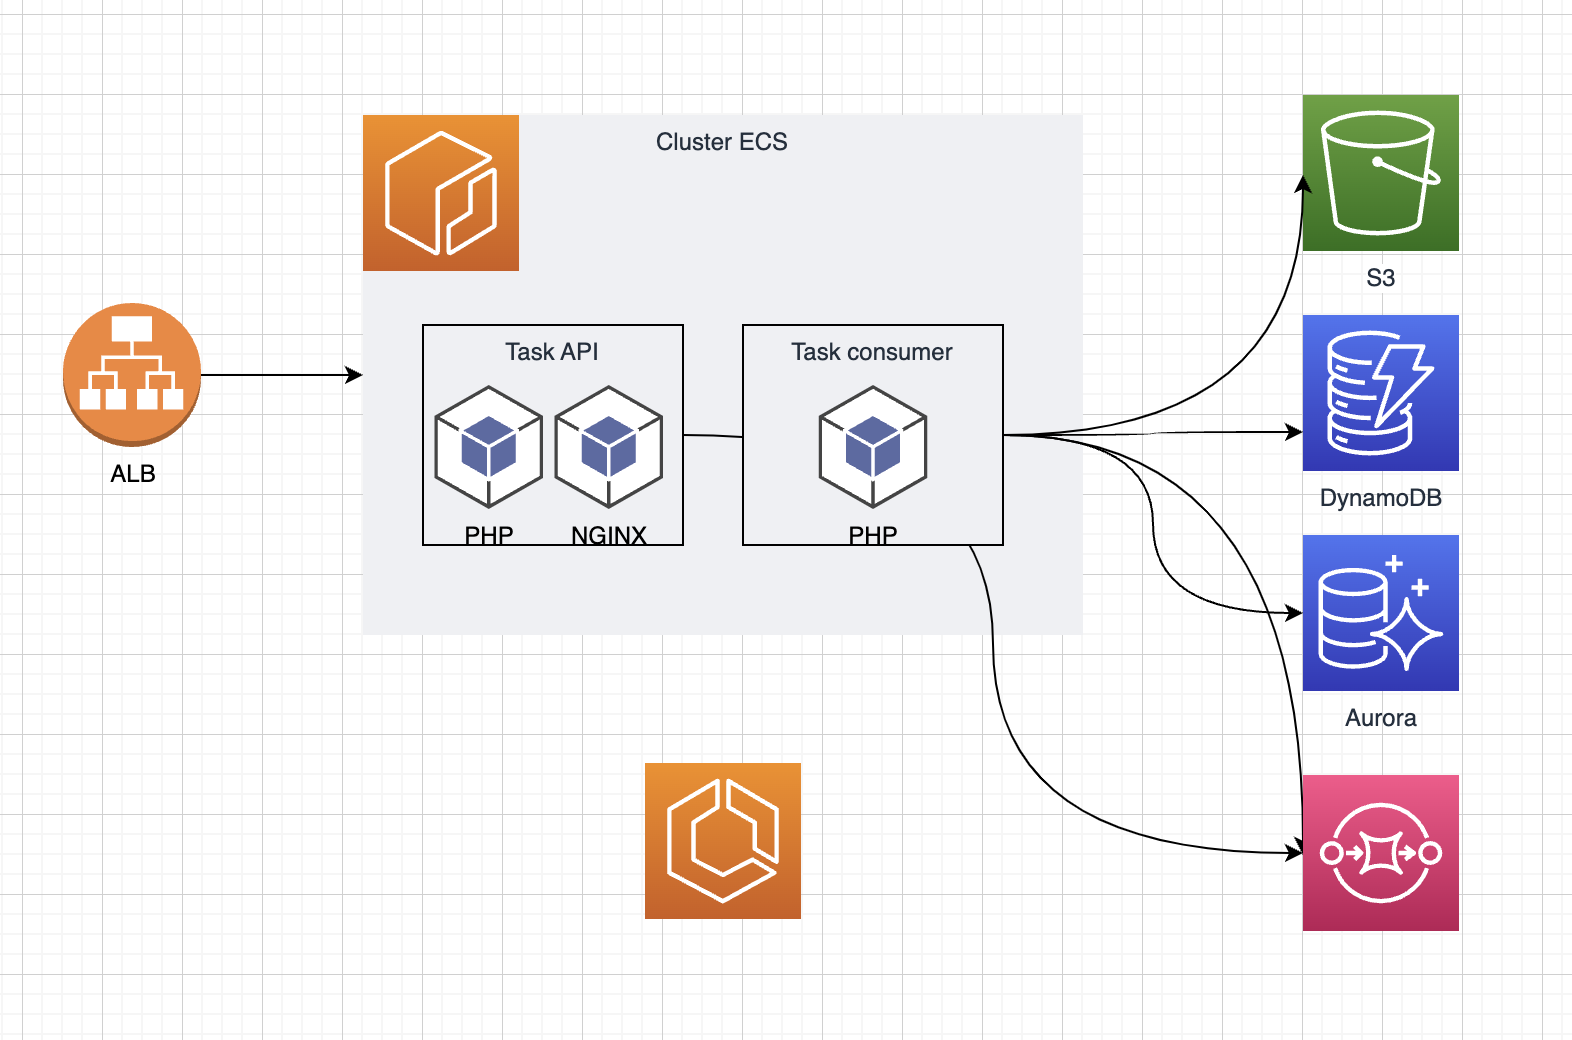 Cluster ECS
Task API
Task consumer
PHP
NGINX
PHP
ALB
S3
DynamoDB
Aurora